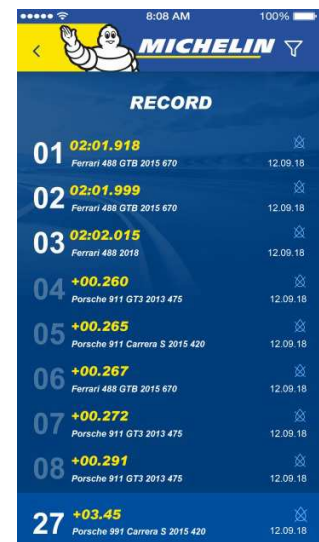 8:08 AM 100%
MICHELIN
RECORD
01 02:01.918
Ferrari 488 GTB 2015 670 12.09.18
02 02:01.999
Ferrari 488 GTB 2015 670 12.09.18
03 02:02.015
Ferrari 488 2018 12.09.18
04 +00.260
Porsche 911 GT3 2013 475 12.09.18
05 +00.265
Porsche 911 Carrera S 2015 420 12.09.18
06 +00.267
Ferrari 488 GTB 2015 670 12.09.18
07 +00.272
Porsche 911 GT3 2013 475 12.09.18
08 +00.291
Porsche 911 GT3 2013 475 12.09.18
27 +03.45
Porsche 991 Carrera S 2015 420 12.09.18